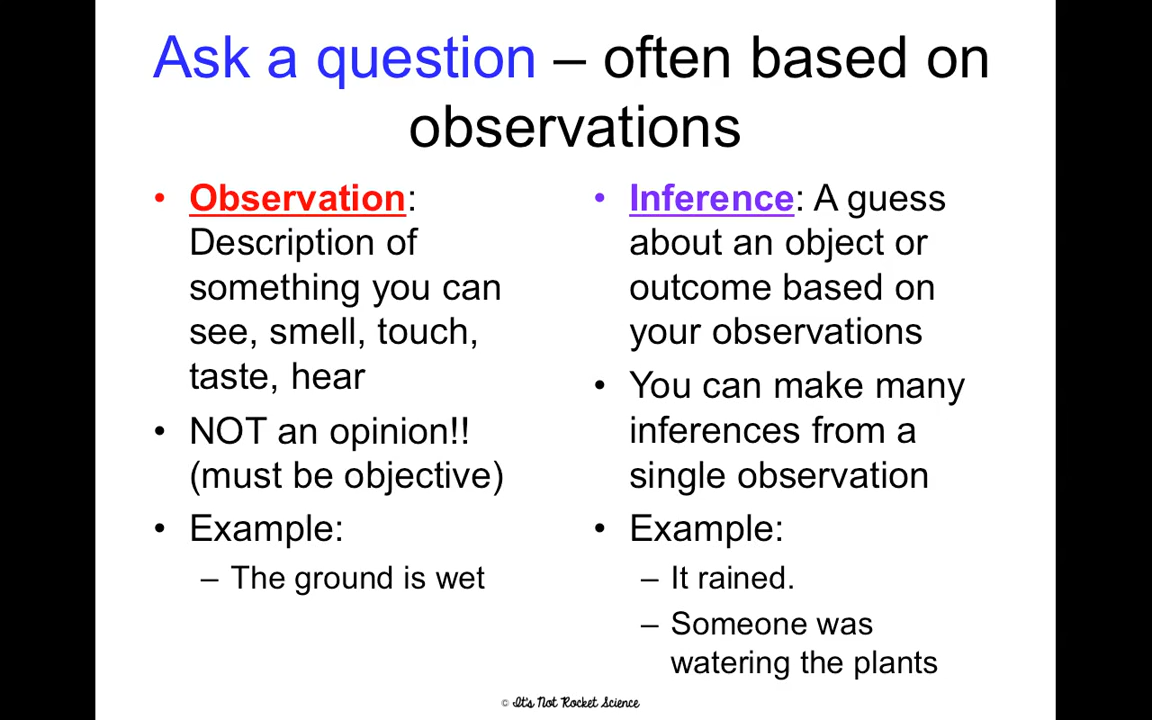 Ask a question – often based on
observations
• Observation:
Description of
something you can
see, smell, touch,
taste, hear
• NOT an opinion!!
(must be objective)
• Example:
– The ground is wet
• Inference: A guess
about an object or
outcome based on
your observations
• You can make many
inferences from a
single observation
• Example:
– It rained.
– Someone was
watering the plants
© It's Not Rocket Science